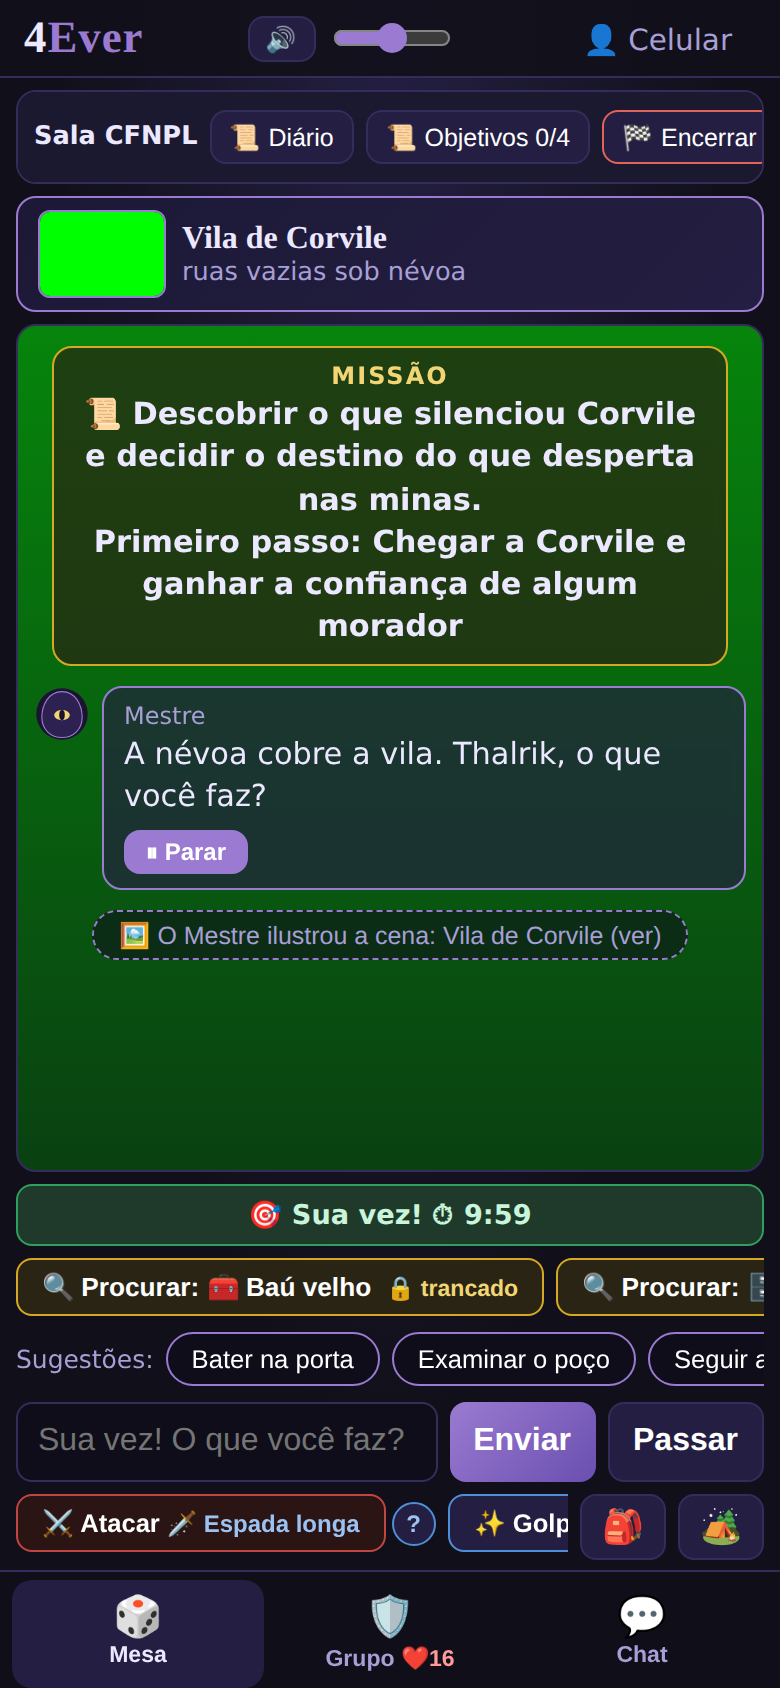 4Ever
🔊
👤 Celular
Sala CFNPL
📜 Diário
📜 Objetivos 0/4
🏁 Encerrar
Vila de Corvile
ruas vazias sob névoa
MISSÃO
📜 Descobrir o que silenciou Corvile
e decidir o destino do que desperta
nas minas.
Primeiro passo: Chegar a Corvile e
ganhar a confiança de algum
morador
Mestre
A névoa cobre a vila. Thalrik, o que
você faz?
⏸ Parar
🖼️ O Mestre ilustrou a cena: Vila de Corvile (ver)
🎯 Sua vez! ⏱ 9:59
🔍 Procurar: 🧰 Baú velho 🔒 trancado
🔍 Procurar: 🗄️
Sugestões:
Bater na porta
Examinar o poço
Seguir a
Sua vez! O que você faz?
Enviar
Passar
⚔️ Atacar 🗡️ Espada longa
?
✨ Golp
🎒
🏕️
🎲 Mesa
🛡️ Grupo ❤️16
💬 Chat